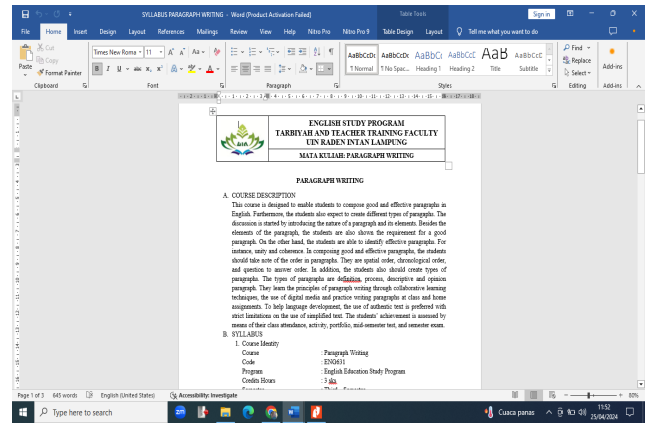 SYLLABUS PARAGRAPH WRITING - Word (Product Activation Failed)
Table Tools
Sign in
File Home Insert Design Layout References Mailings Review View Help Nitro Pro Nitro Pro 9 Table Design Layout Tell me what you want to do
Cut
Copy
Paste
Format Painter
Clipboard
Times New Roma 11
Font
Paragraph
AaBbCcDc AaBbCcDc AaBbCc AaBbCcC AaB AaBbCcC
¶ Normal ¶ No Spac... Heading 1 Heading 2 Title Subtitle
Styles
Find
Replace
Select
Editing
Add-ins
Add-ins
ENGLISH STUDY PROGRAM
TARBIYAH AND TEACHER TRAINING FACULTY
UIN RADEN INTAN LAMPUNG
MATA KULIAH: PARAGRAPH WRITING
PARAGRAPH WRITING
A. COURSE DESCRIPTION
This course is designed to enable students to compose good and effective paragraphs in
English. Furthermore, the students also expect to create different types of paragaphs. The
discussion is started by introducing the nature of a paragraph and its elements. Besides the
elements of the paragraph, the students are also shown the requirement for a good
paragraph. On the other hand, the students are able to identify effective paragraphs. For
instance, unity and coherence. In composing good and effective paragraphs, the students
should take note of the order in paragraphs. They are spatial order, chronological order,
and question to answer order. In addition, the students also should create types of
paragraphs. The types of paragraphs are definition, process, descriptive and opinion
paragraph. They learn the principles of paragraph writing through collaborative learning
techniques, the use of digital media and practice writing paragraphs at class and home
assignments. To help language development, the use of authentic text is preferred with
strict limitations on the use of simplified text. The students' achievement is assessed by
means of their class attendance, activity, portfolio, mid-semester test, and semester exam.
B. SYLLABUS
1. Course Identity
Course : Paragraph Writing
Code : ENG631
Program : English Education Study Program
Credits Hours : 3 sks
Page 1 of 3 645 words English (United States) Accessibility: Investigate 80%
Type here to search
Cuaca panas
11:52
25/04/2024